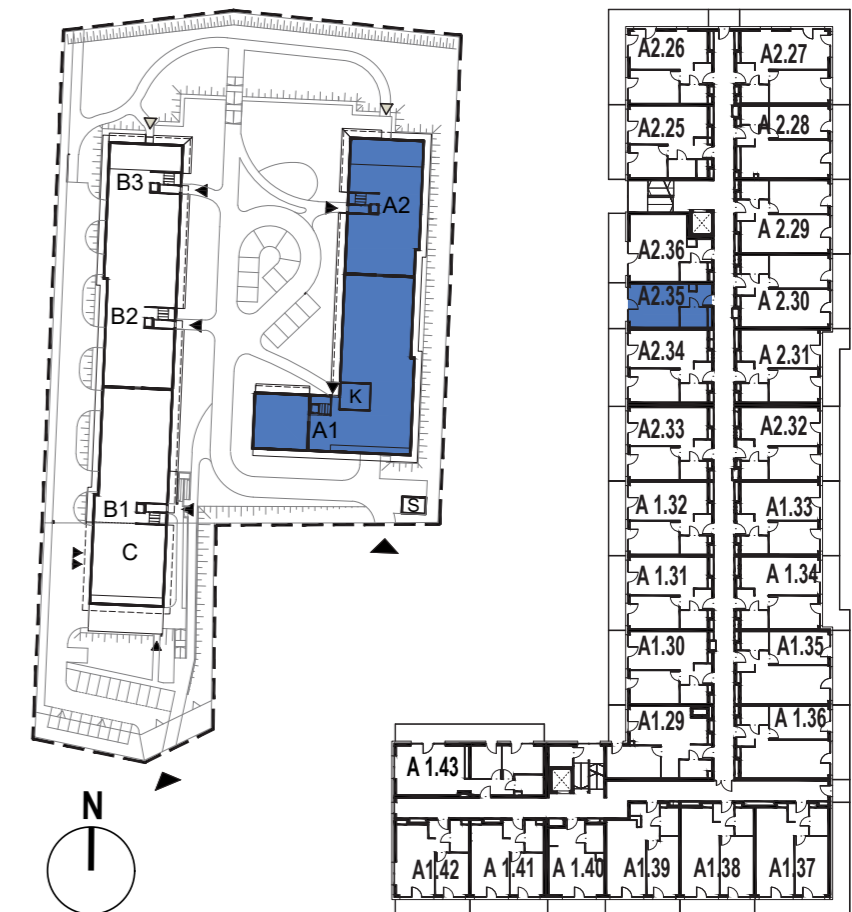 B3
B2
B1
C
A2
K
A1
S
N
A2.26
A2.27
A2.25
A 2.28
A 2.29
A2.36
A2.35
A 2.30
A2.34
A 2.31
A2.33
A2.32
A 1.32
A1.33
A 1.31
A 1.34
A1.30
A1.35
A1.29
A 1.36
A 1.43
A1.42
A 1.41
A 1.40
A1.39
A1.38
A1.37